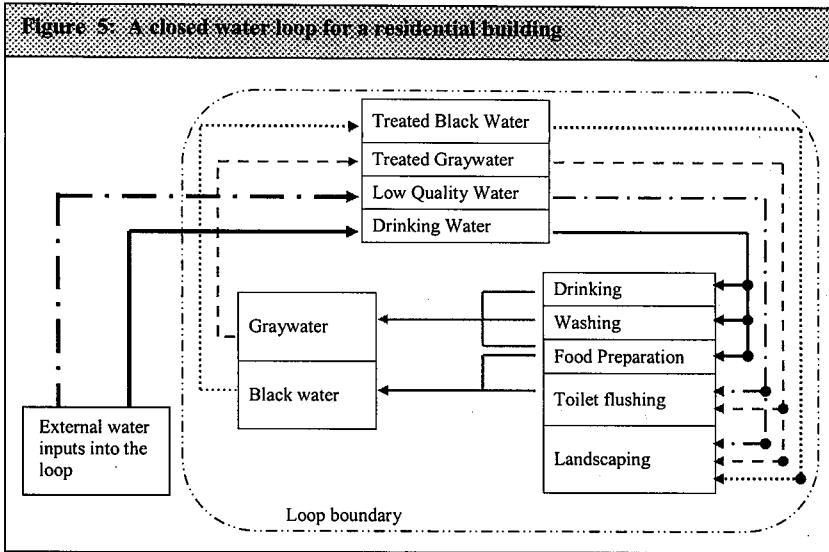 Figure 5: A closed water loop for a residential building
Treated Black Water
Treated Graywater
Low Quality Water
Drinking Water
Drinking
Washing
Food Preparation
Toilet flushing
Landscaping
Graywater
Black water
External water
inputs into the
loop
Loop boundary